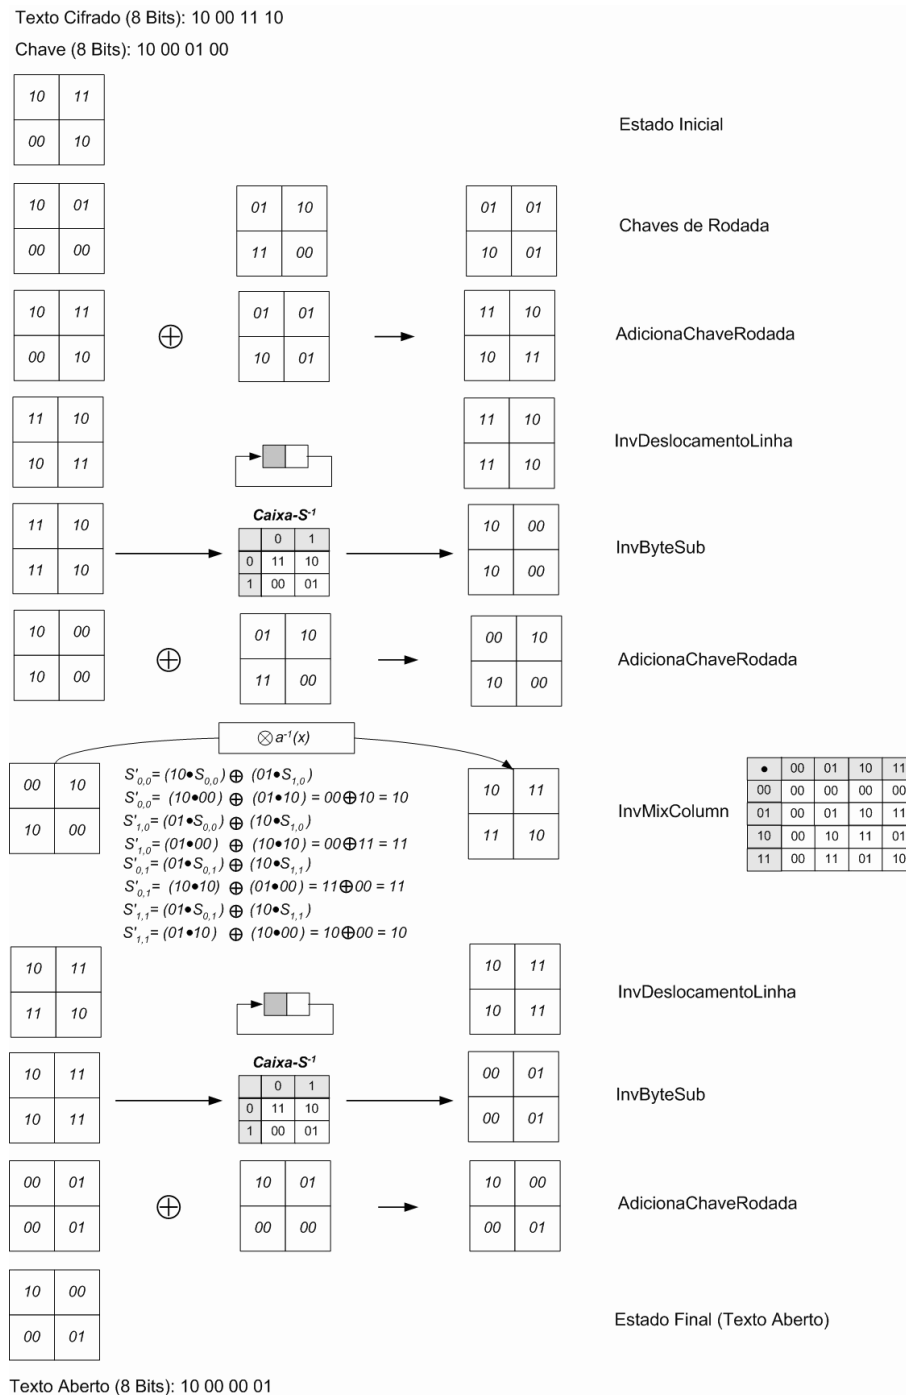 Texto Cifrado (8 Bits): 10 00 11 10
Chave (8 Bits): 10 00 01 00
10 11
00 10
Estado Inicial
10 01 01 10 01 01
00 00 11 00 10 01
Chaves de Rodada
10 11 ⊕ 01 01 11 10
00 10 10 01 10 11
AdicionaChaveRodada
11 10 11 10
10 11 11 10
InvDeslocamentoLinha
Caixa-S⁻¹
11 10 0 1 10 00
11 10 0 11 10 10 00
1 00 01
InvByteSub
10 00 ⊕ 01 10 00 10
10 00 11 00 10 00
AdicionaChaveRodada
⊗ a⁻¹(x)
00 10
10 00
S'0,0= (10●S0,0) ⊕ (01●S1,0)
S'0,0= (10●00) ⊕ (01●10) = 00⊕10 = 10
S'1,0= (01●S0,0) ⊕ (10●S1,0)
S'1,0= (01●00) ⊕ (10●10) = 00⊕11 = 11
S'0,1= (01●S0,1) ⊕ (10●S1,1)
S'0,1= (10●10) ⊕ (01●00) = 11⊕00 = 11
S'1,1= (01●S0,1) ⊕ (10●S1,1)
S'1,1= (01●10) ⊕ (10●00) = 10⊕00 = 10
10 11
11 10
InvMixColumn
● 00 01 10 11
00 00 00 00 00
01 00 01 10 11
10 00 10 11 01
11 00 11 01 10
10 11 10 11
11 10 10 11
InvDeslocamentoLinha
Caixa-S⁻¹
10 11 0 1 00 01
10 11 0 11 10 00 01
1 00 01
InvByteSub
00 01 ⊕ 10 01 10 00
00 01 00 00 00 01
AdicionaChaveRodada
10 00
00 01
Estado Final (Texto Aberto)
Texto Aberto (8 Bits): 10 00 00 01